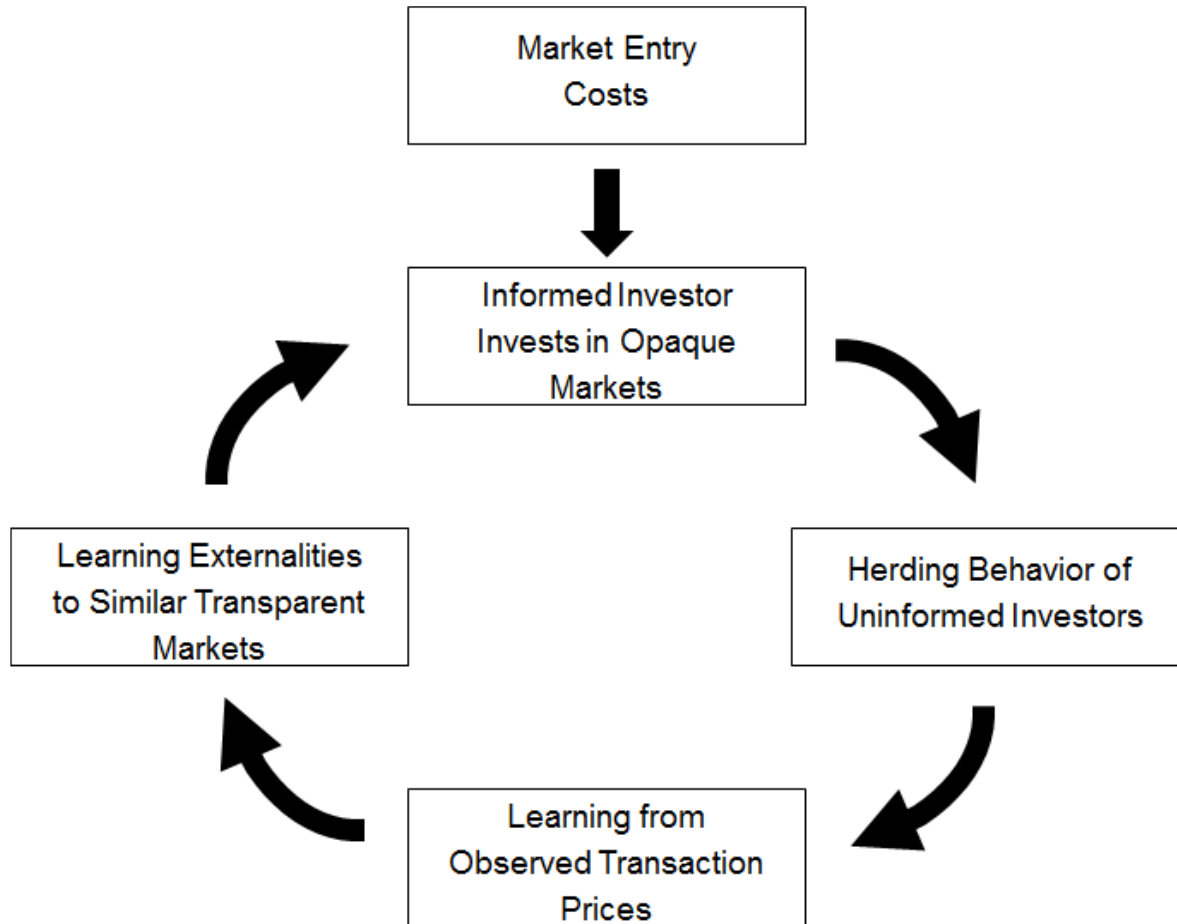 Market Entry
Costs
Informed Investor
Invests in Opaque
Markets
Herding Behavior of
Uninformed Investors
Learning from
Observed Transaction
Prices
Learning Externalities
to Similar Transparent
Markets